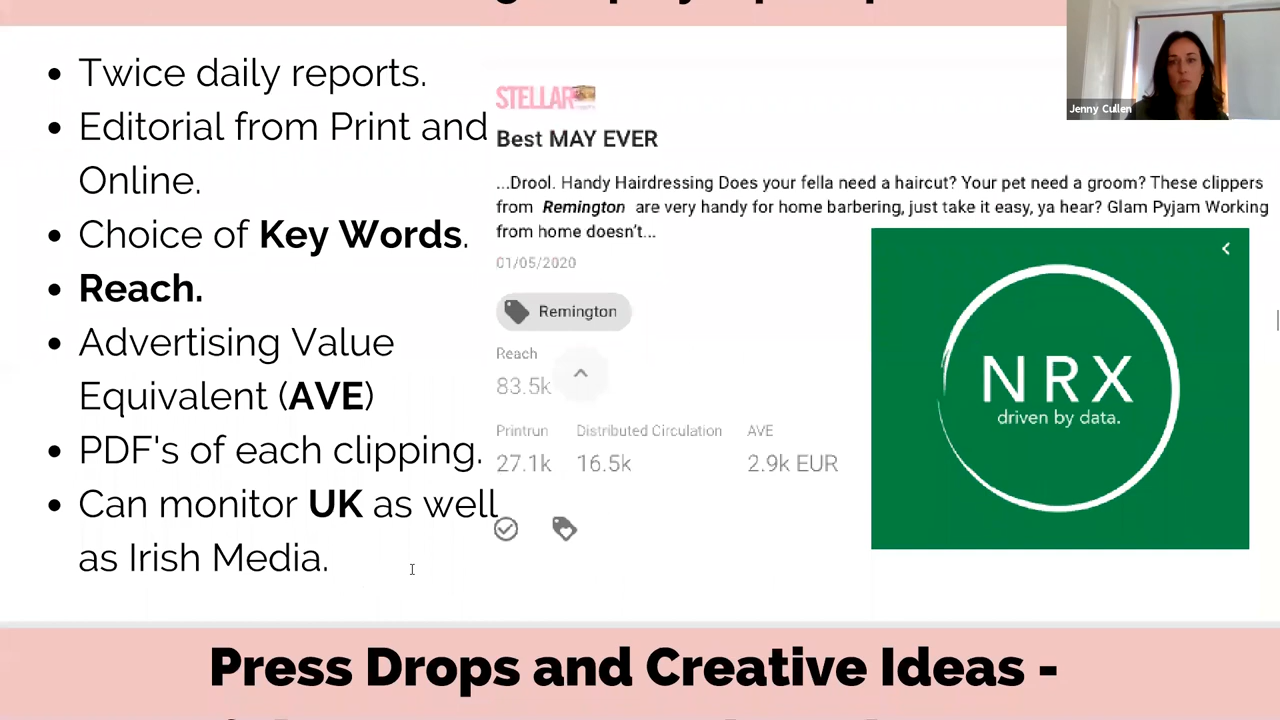 Jenny Cullen
• Twice daily reports.
• Editorial from Print and
Online.
• Choice of Key Words.
• Reach.
• Advertising Value
Equivalent (AVE)
• PDF's of each clipping.
• Can monitor UK as well
as Irish Media.
STELLAR
Best MAY EVER
...Drool. Handy Hairdressing Does your fella need a haircut? Your pet need a groom? These clippers
from Remington are very handy for home barbering, just take it easy, ya hear? Glam Pyjam Working
from home doesn't...
01/05/2020
Remington
Reach
83.5k
Printrun Distributed Circulation AVE
27.1k 16.5k 2.9k EUR
NRX
driven by data.
Press Drops and Creative Ideas -